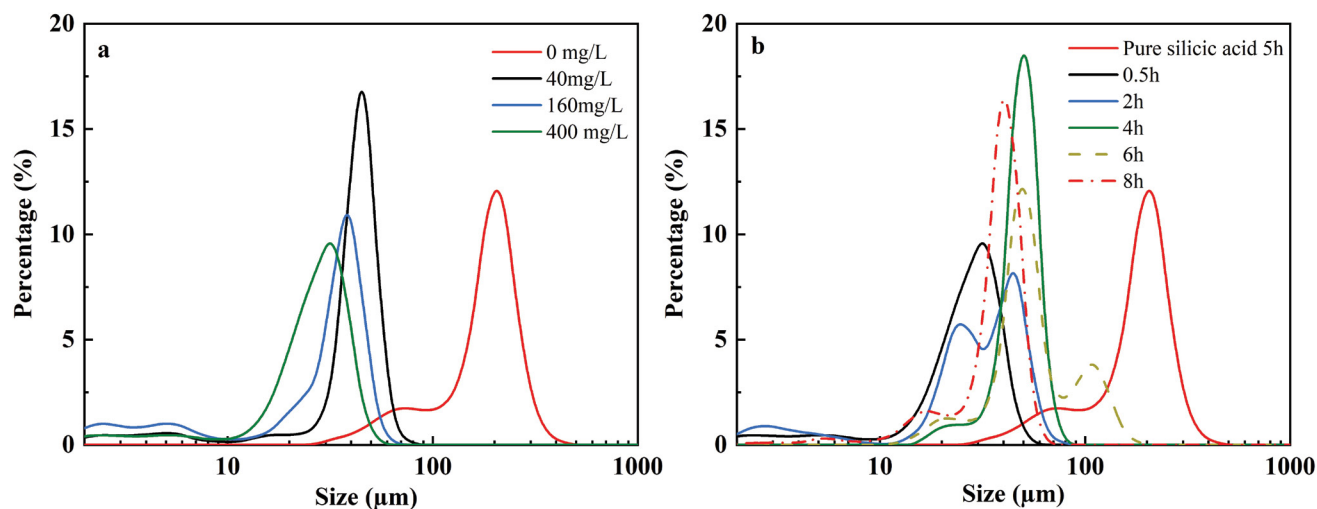 a
0 mg/L
40mg/L
160mg/L
400 mg/L
20
15
10
5
0
Percentage (%)
10
100
1000
Size (μm)
b
Pure silicic acid 5h
0.5h
2h
4h
6h
8h
20
15
10
5
0
Percentage (%)
10
100
1000
Size (μm)